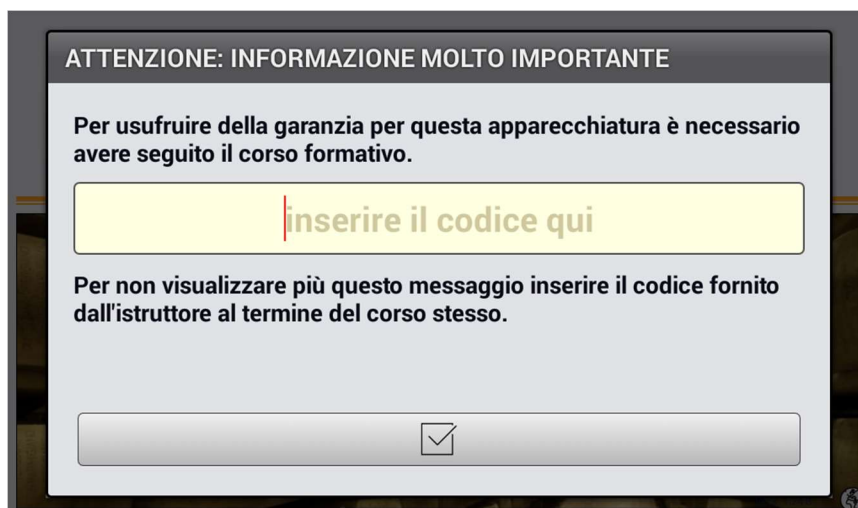 ATTENZIONE: INFORMAZIONE MOLTO IMPORTANTE
Per usufruire della garanzia per questa apparecchiatura è necessario
avere seguito il corso formativo.
inserire il codice qui
Per non visualizzare più questo messaggio inserire il codice fornito
dall'istruttore al termine del corso stesso.